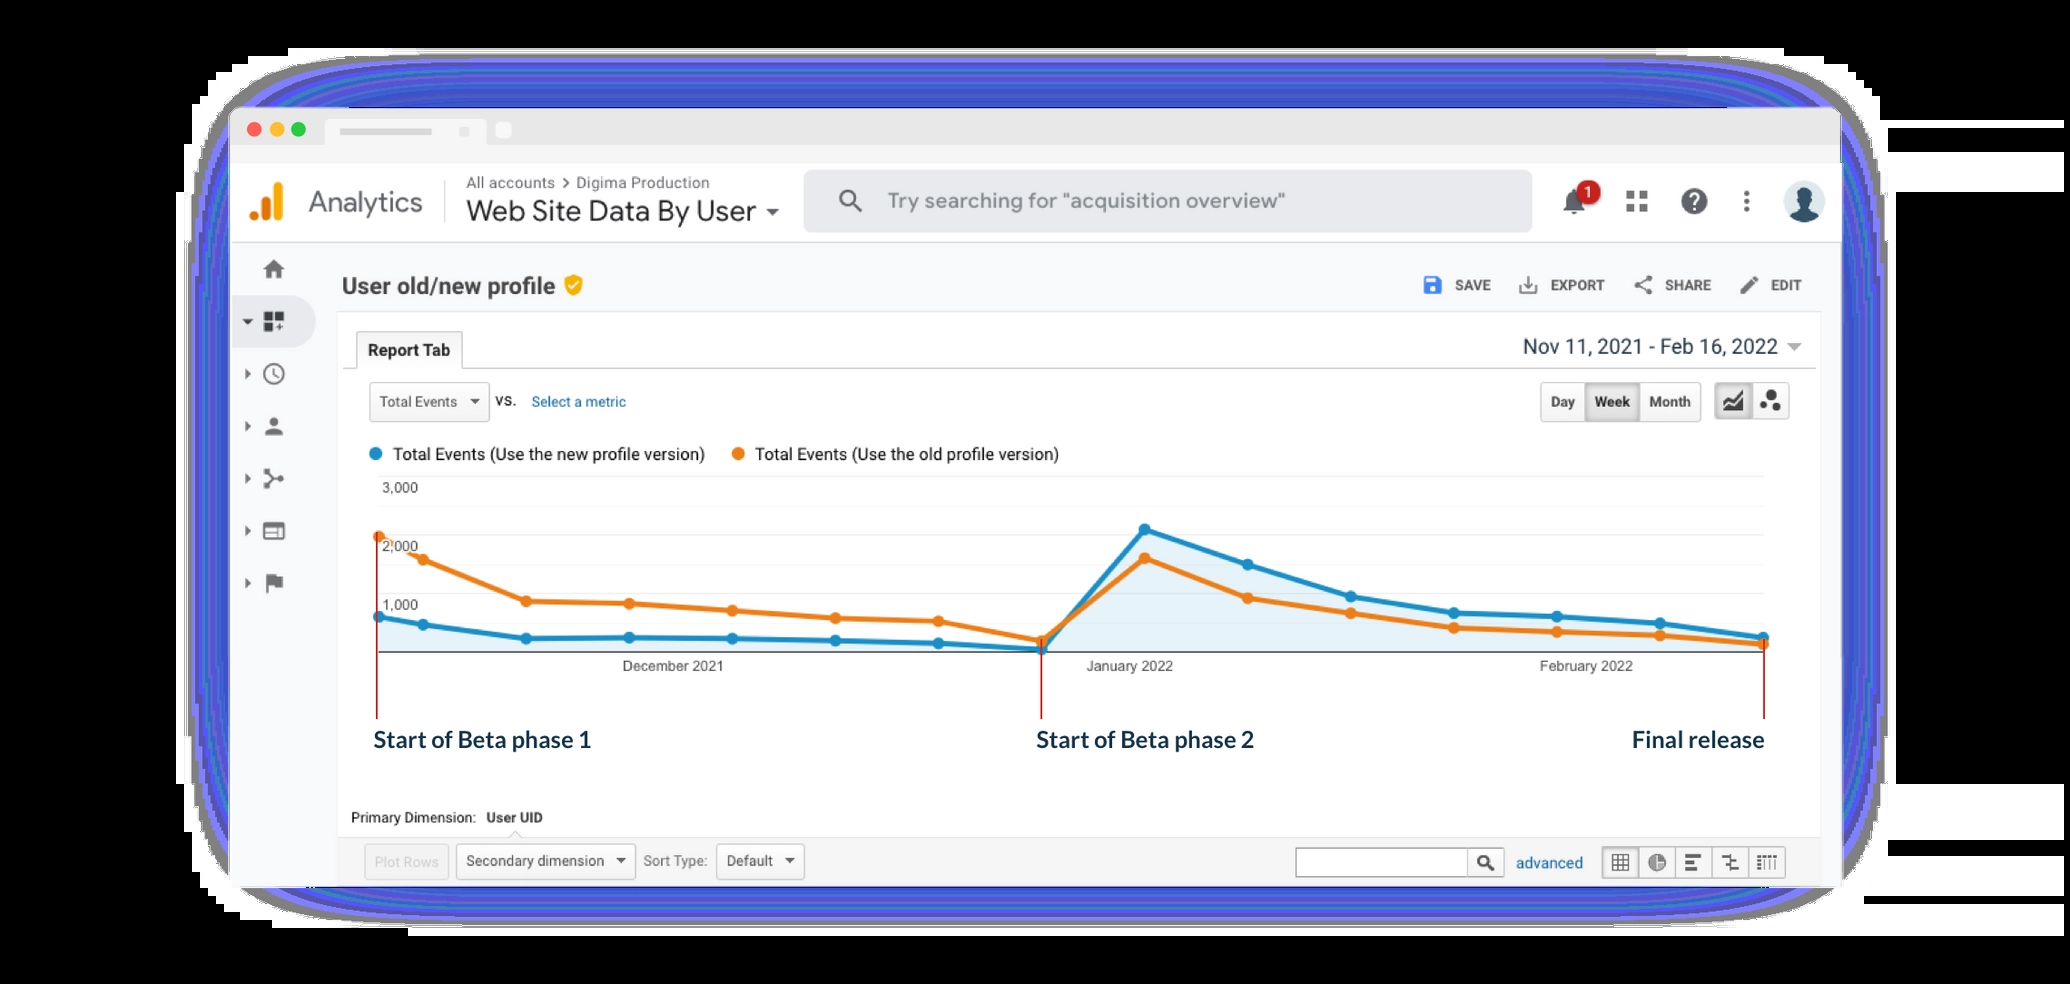 All accounts > Digima Production
Analytics
Web Site Data By User
Try searching for "acquisition overview"
1
User old/new profile
SAVE
EXPORT
SHARE
EDIT
Report Tab
Nov 11, 2021 - Feb 16, 2022
Total Events
VS.
Select a metric
Day
Week
Month
Total Events (Use the new profile version)
Total Events (Use the old profile version)
3,000
2,000
1,000
December 2021
January 2022
February 2022
Start of Beta phase 1
Start of Beta phase 2
Final release
Primary Dimension: User UID
Plot Rows
Secondary dimension
Sort Type:
Default
advanced